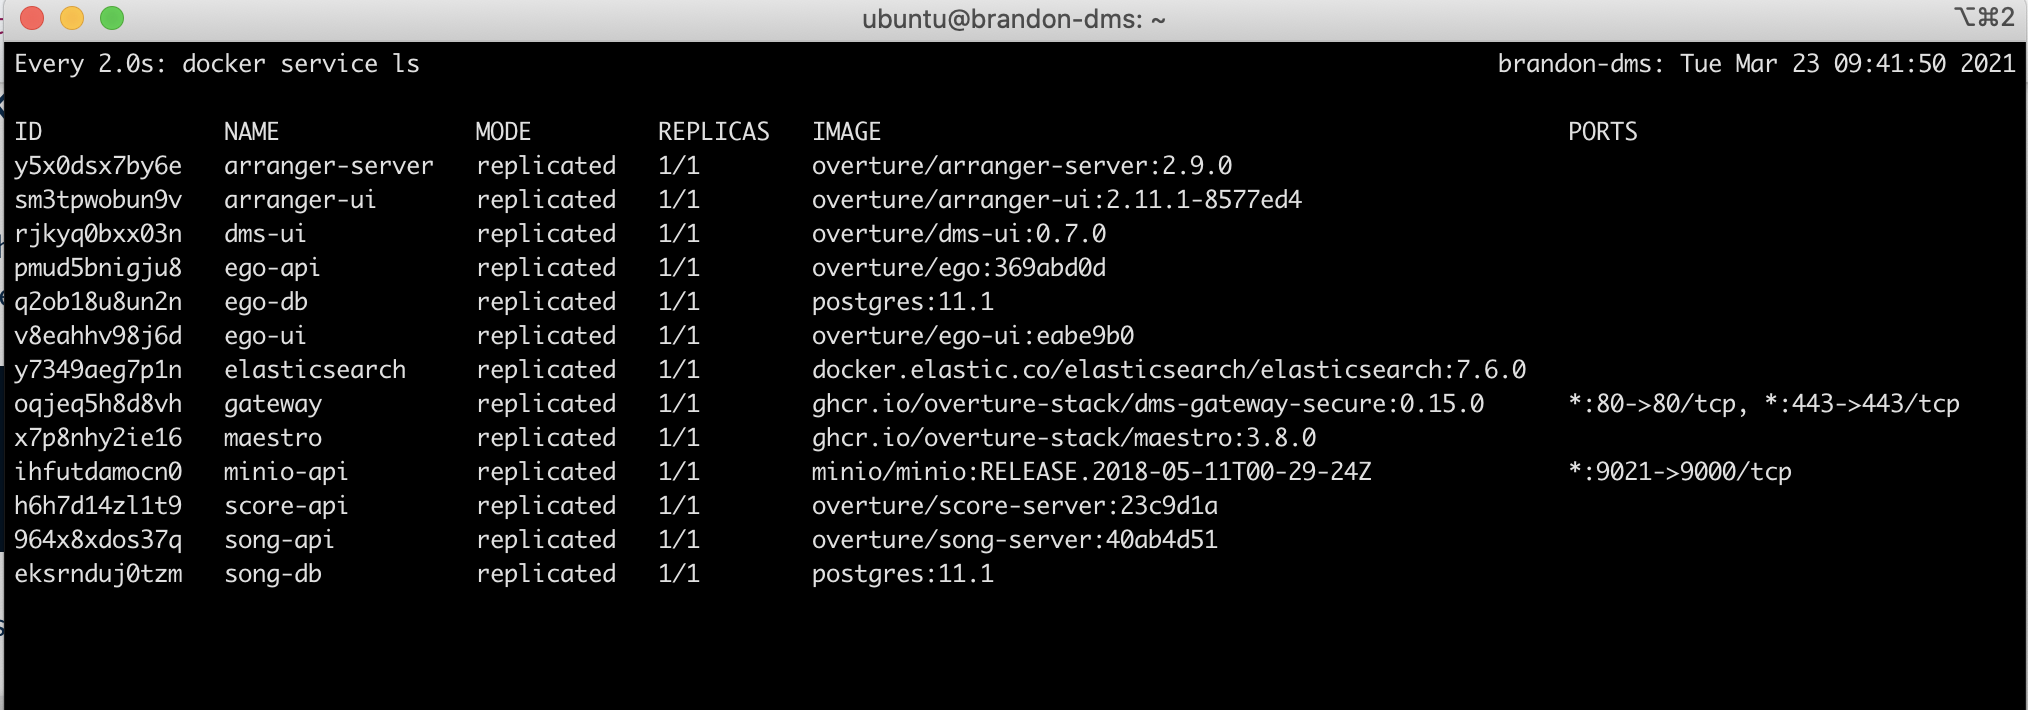 ubuntu@brandon-dms: ~ ⌥⌘2
Every 2.0s: docker service ls brandon-dms: Tue Mar 23 09:41:50 2021
ID NAME MODE REPLICAS IMAGE PORTS
y5x0dsx7by6e arranger-server replicated 1/1 overture/arranger-server:2.9.0
sm3tpwobun9v arranger-ui replicated 1/1 overture/arranger-ui:2.11.1-8577ed4
rjkyq0bxx03n dms-ui replicated 1/1 overture/dms-ui:0.7.0
pmud5bnigju8 ego-api replicated 1/1 overture/ego:369abd0d
q2ob18u8un2n ego-db replicated 1/1 postgres:11.1
v8eahhv98j6d ego-ui replicated 1/1 overture/ego-ui:eabe9b0
y7349aeg7p1n elasticsearch replicated 1/1 docker.elastic.co/elasticsearch/elasticsearch:7.6.0
oqjeq5h8d8vh gateway replicated 1/1 ghcr.io/overture-stack/dms-gateway-secure:0.15.0 *:80->80/tcp, *:443->443/tcp
x7p8nhy2ie16 maestro replicated 1/1 ghcr.io/overture-stack/maestro:3.8.0
ihfutdamocn0 minio-api replicated 1/1 minio/minio:RELEASE.2018-05-11T00-29-24Z *:9021->9000/tcp
h6h7d14zl1t9 score-api replicated 1/1 overture/score-server:23c9d1a
964x8xdos37q song-api replicated 1/1 overture/song-server:40ab4d51
eksrnduj0tzm song-db replicated 1/1 postgres:11.1